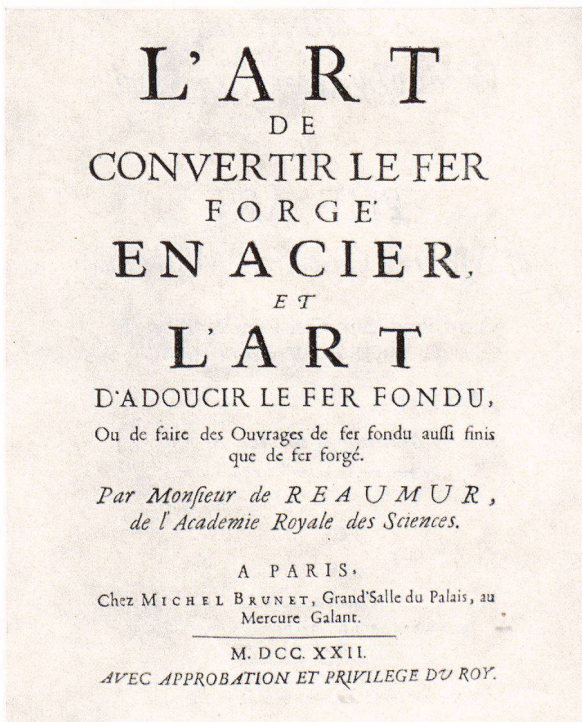 L'ART
DE
CONVERTIR LE FER
FORGE'
EN ACIER,
ET
L'ART
D'ADOUCIR LE FER FONDU,
Ou de faire des Ouvrages de fer fondu auſſi finis
que de fer forgé.
Par Monſieur de REAUMUR,
de l'Academie Royale des Sciences.
A PARIS,
Chez MICHEL BRUNET, Grand'Salle du Palais, au
Mercure Galant.
M. DCC. XXII.
AVEC APPROBATION ET PRIVILEGE DV ROY.